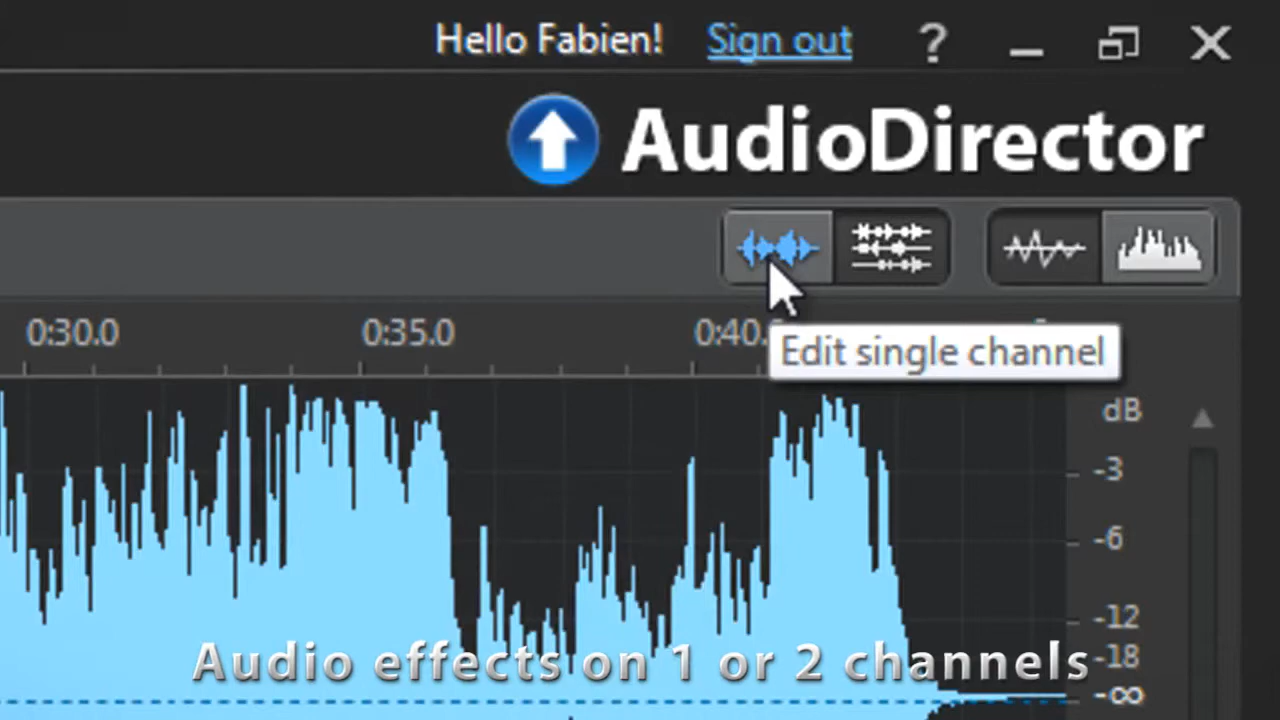 Hello Fabien! Sign out ?
AudioDirector
0:30.0 0:35.0 0:40.
Edit single channel
dB
-3
-6
-12
Audio effects on 1 or 2 channels
-18
-∞